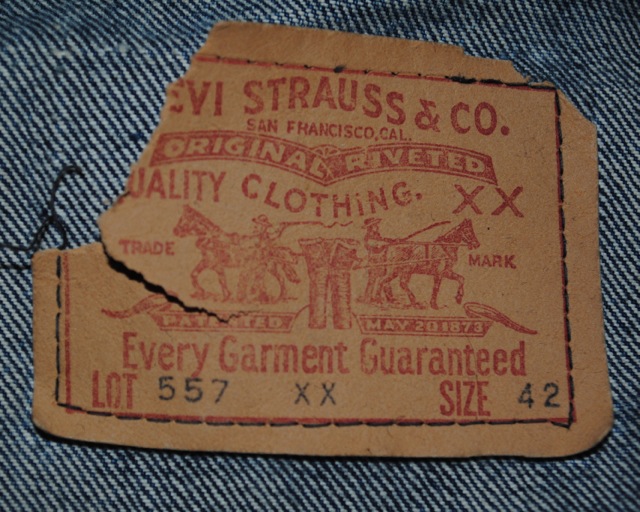 EVI STRAUSS & CO.
SAN FRANCISCO, CAL.
ORIGINAL RIVETED
UALITY CLOTHING. XX
TRADE MARK
PATENTED MAY 20 1873
Every Garment Guaranteed
LOT 557 XX SIZE 42